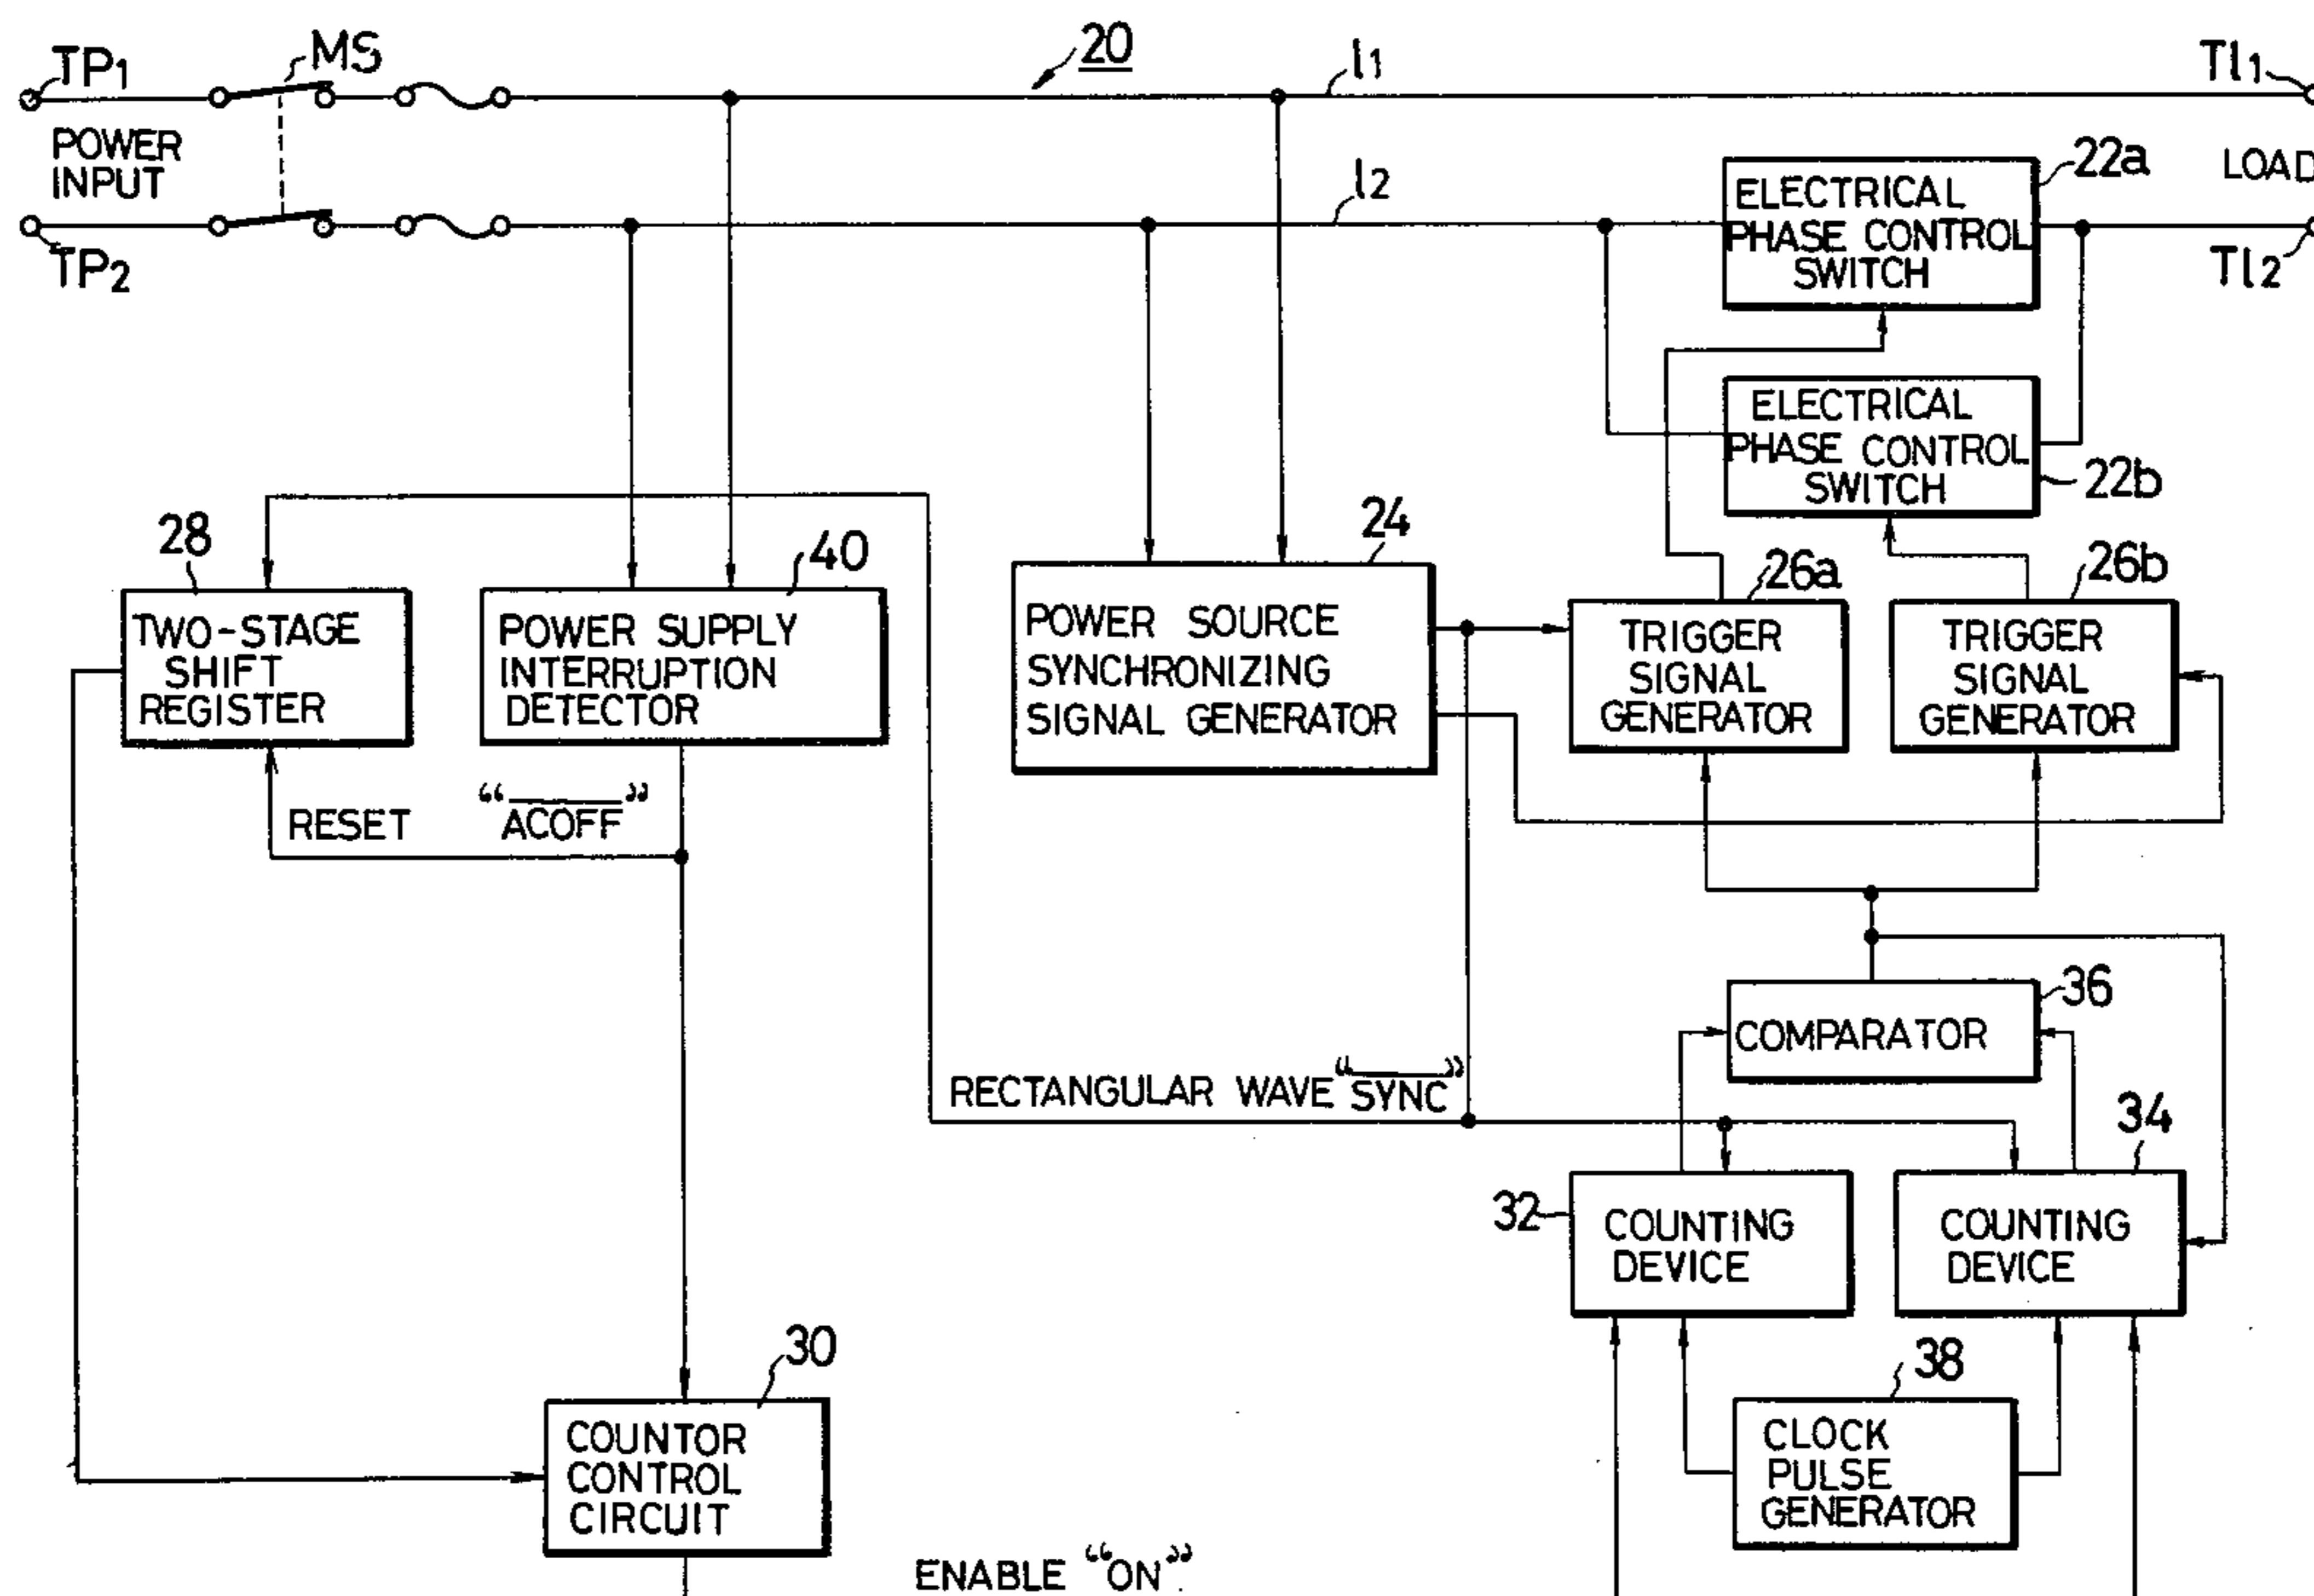 TP1
MS
20
l1
Tl1
POWER
INPUT
l2
22a
LOAD
TP2
ELECTRICAL
PHASE CONTROL
SWITCH
Tl2
ELECTRICAL
PHASE CONTROL
SWITCH
22b
28
40
24
26a
26b
TWO-STAGE
SHIFT
REGISTER
POWER SUPPLY
INTERRUPTION
DETECTOR
POWER SOURCE
SYNCHRONIZING
SIGNAL GENERATOR
TRIGGER
SIGNAL
GENERATOR
TRIGGER
SIGNAL
GENERATOR
RESET
“A̅C̅O̅F̅F̅”
36
COMPARATOR
RECTANGULAR WAVE “S̅Y̅N̅C̅”
34
32
COUNTING
DEVICE
COUNTING
DEVICE
30
38
COUNTOR
CONTROL
CIRCUIT
CLOCK
PULSE
GENERATOR
ENABLE “ON”